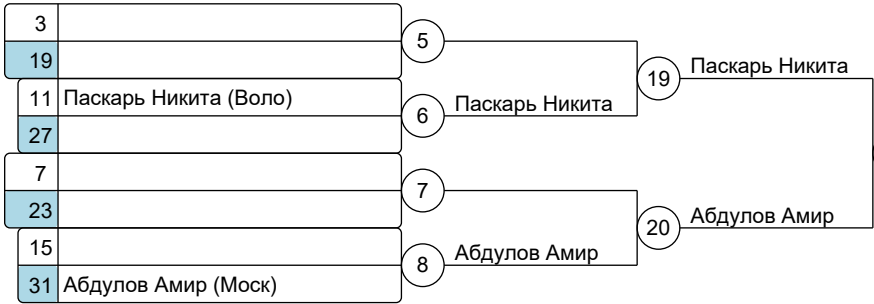 3
5
19
19 Паскарь Никита
11 Паскарь Никита (Воло)
6 Паскарь Никита
27
7
7
23
20 Абдулов Амир
15
8 Абдулов Амир
31 Абдулов Амир (Моск)